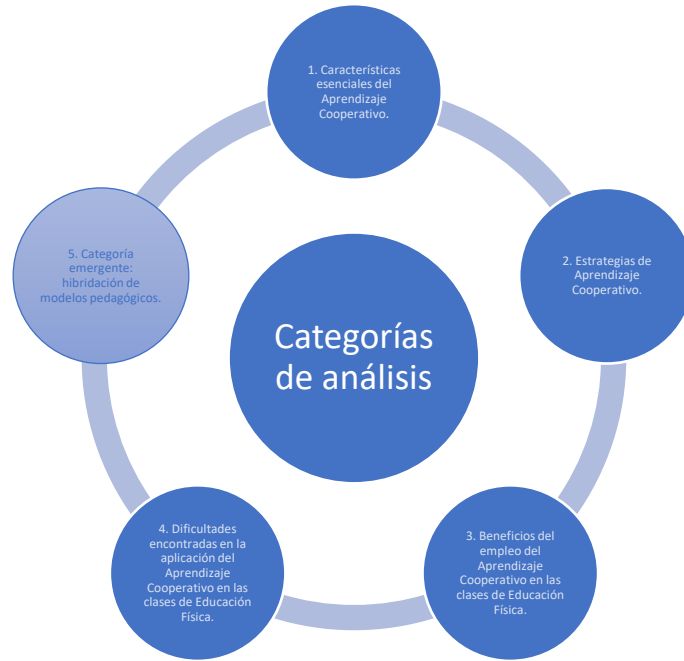 1. Características
esenciales del
Aprendizaje
Cooperativo.
2. Estrategias de
Aprendizaje
Cooperativo.
3. Beneficios del
empleo del
Aprendizaje
Cooperativo en las
clases de Educación
Física.
4. Dificultades
encontradas en la
aplicación del
Aprendizaje
Cooperativo en las
clases de Educación
Física.
5. Categoría
emergente:
hibridación de
modelos pedagógicos.
Categorías
de análisis